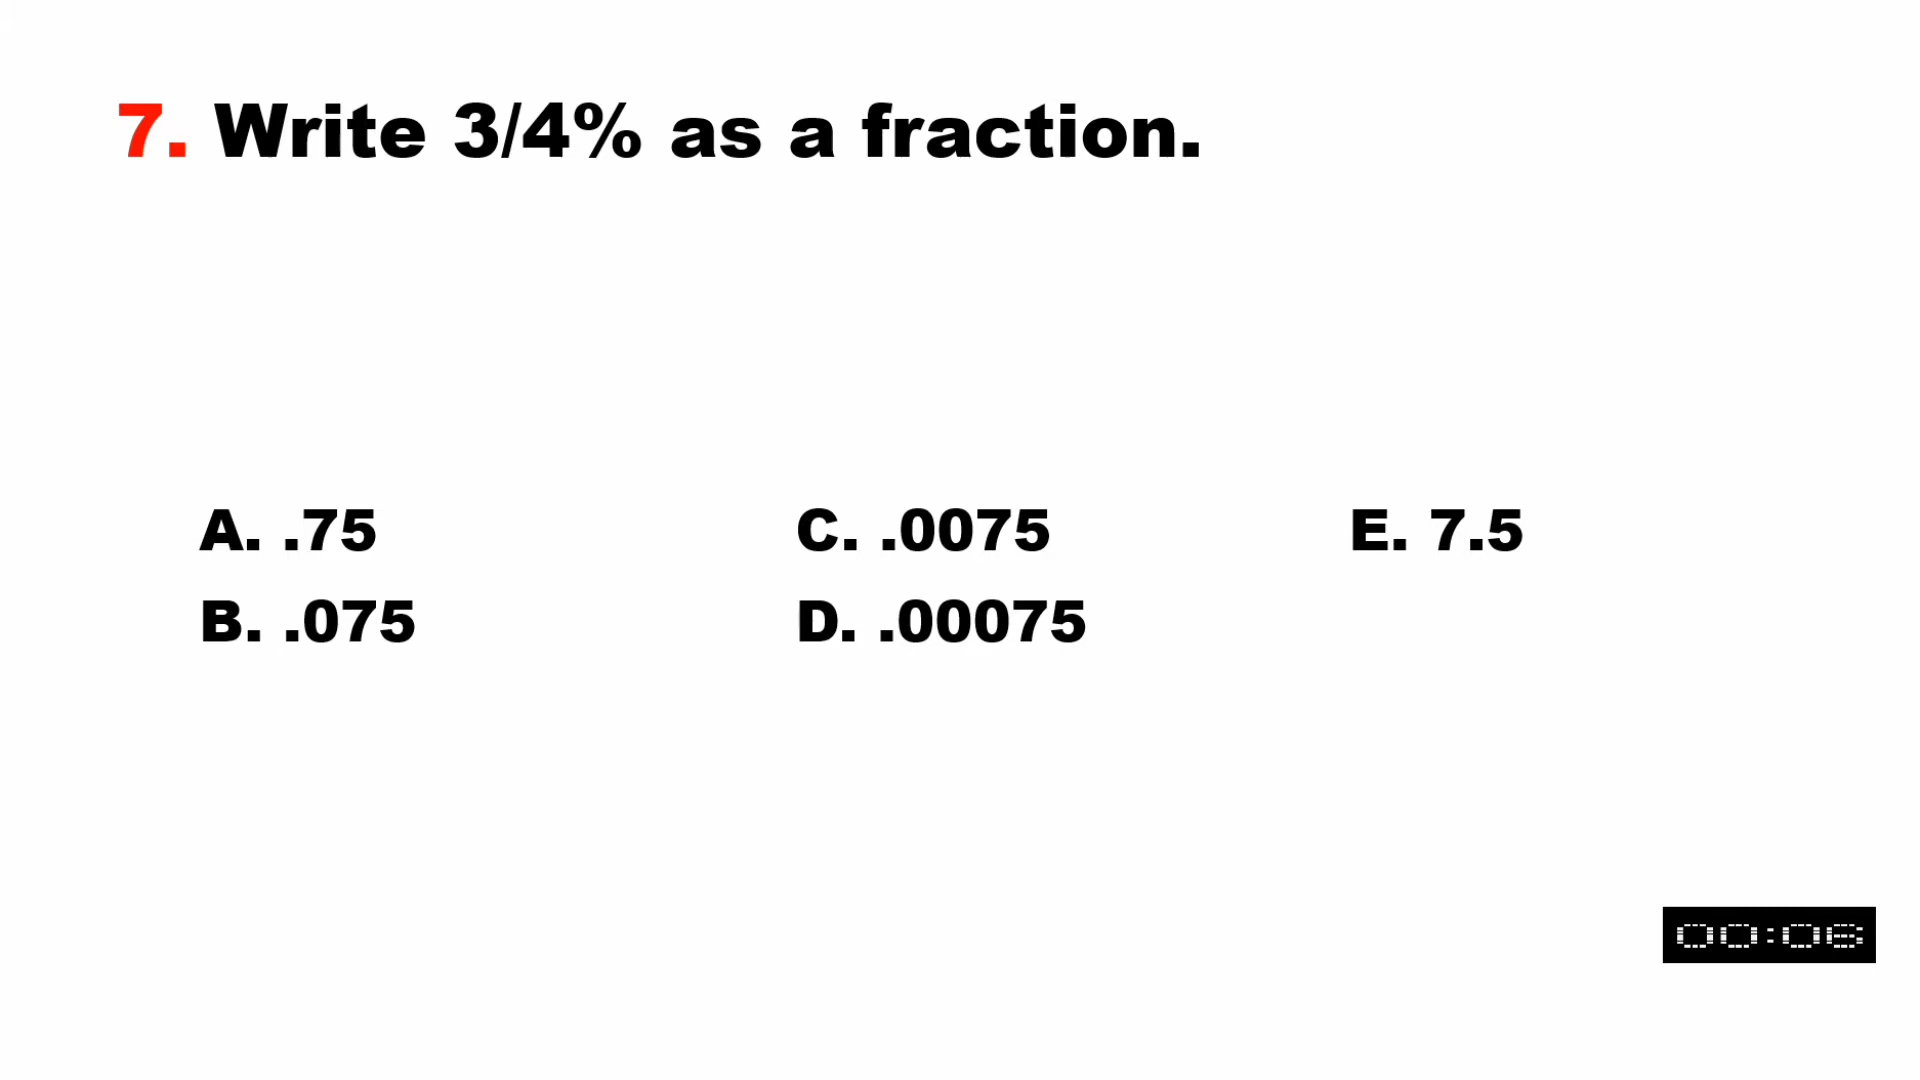 7. Write 3/4% as a fraction.
A. .75
C. .0075
E. 7.5
B. .075
D. .00075
00:06